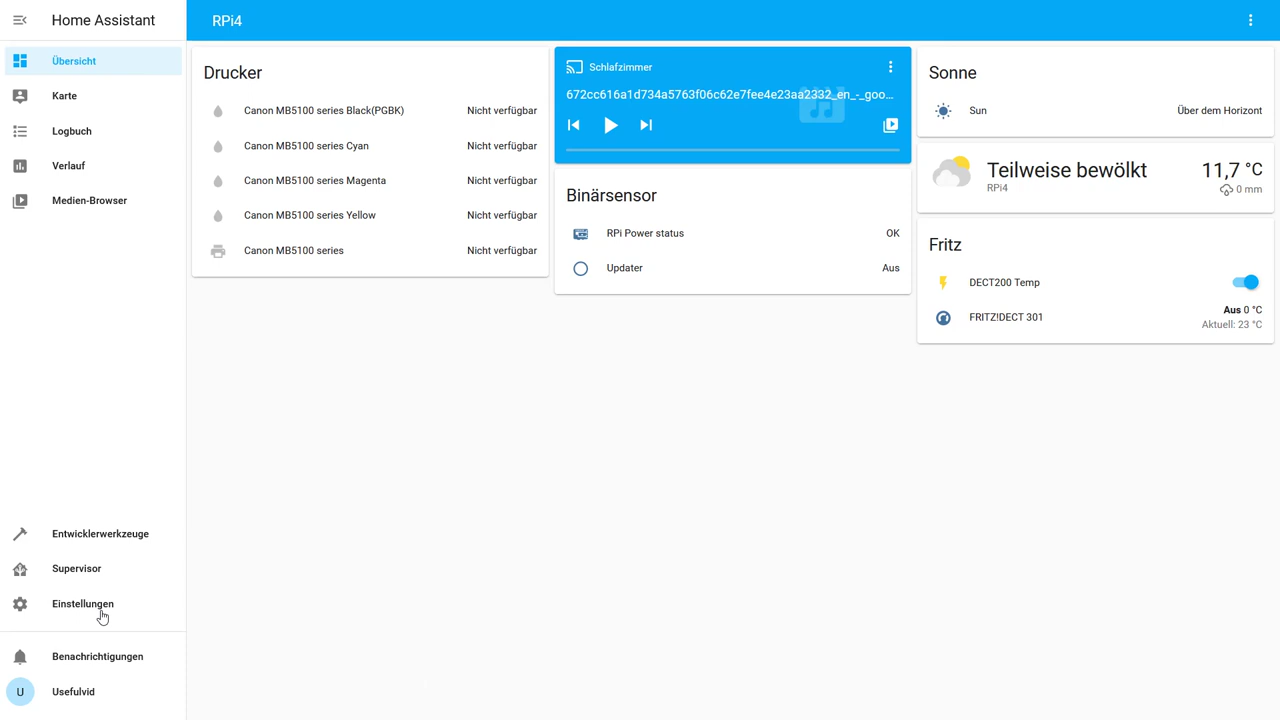 Home Assistant
Übersicht
Karte
Logbuch
Verlauf
Medien-Browser
Entwicklerwerkzeuge
Supervisor
Einstellungen
Benachrichtigungen
U Usefulvid
RPi4
Drucker
Canon MB5100 series Black(PGBK) Nicht verfügbar
Canon MB5100 series Cyan Nicht verfügbar
Canon MB5100 series Magenta Nicht verfügbar
Canon MB5100 series Yellow Nicht verfügbar
Canon MB5100 series Nicht verfügbar
Schlafzimmer
672cc616a1d734a5763f06c62e7fee4e23aa2332_en_-_goo...
Binärsensor
RPi Power status OK
Updater Aus
Sonne
Sun Über dem Horizont
Teilweise bewölkt 11,7 °C
RPi4 0 mm
Fritz
DECT200 Temp
FRITZ!DECT 301 Aus 0 °C
Aktuell: 23 °C